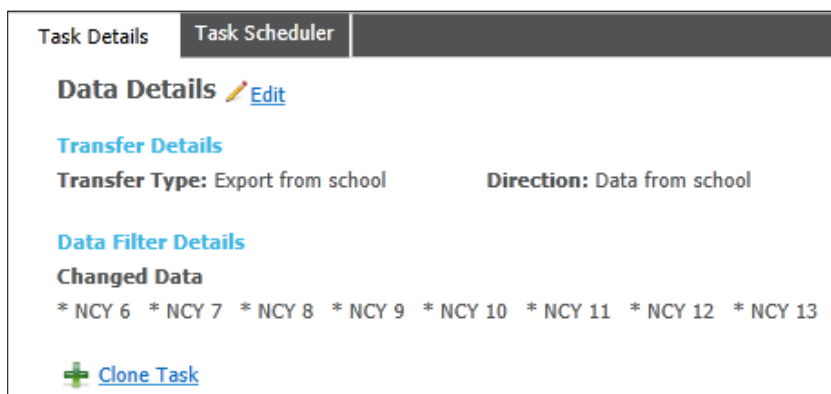 Task Details Task Scheduler
Data Details Edit
Transfer Details
Transfer Type: Export from school Direction: Data from school
Data Filter Details
Changed Data
* NCY 6 * NCY 7 * NCY 8 * NCY 9 * NCY 10 * NCY 11 * NCY 12 * NCY 13
Clone Task